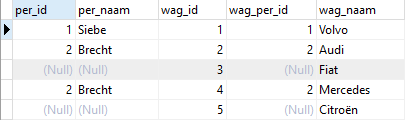 per_id per_naam wag_id wag_per_id wag_naam
1 Siebe 1 1 Volvo
2 Brecht 2 2 Audi
(Null) (Null) 3 (Null) Fiat
2 Brecht 4 2 Mercedes
(Null) (Null) 5 (Null) Citroën